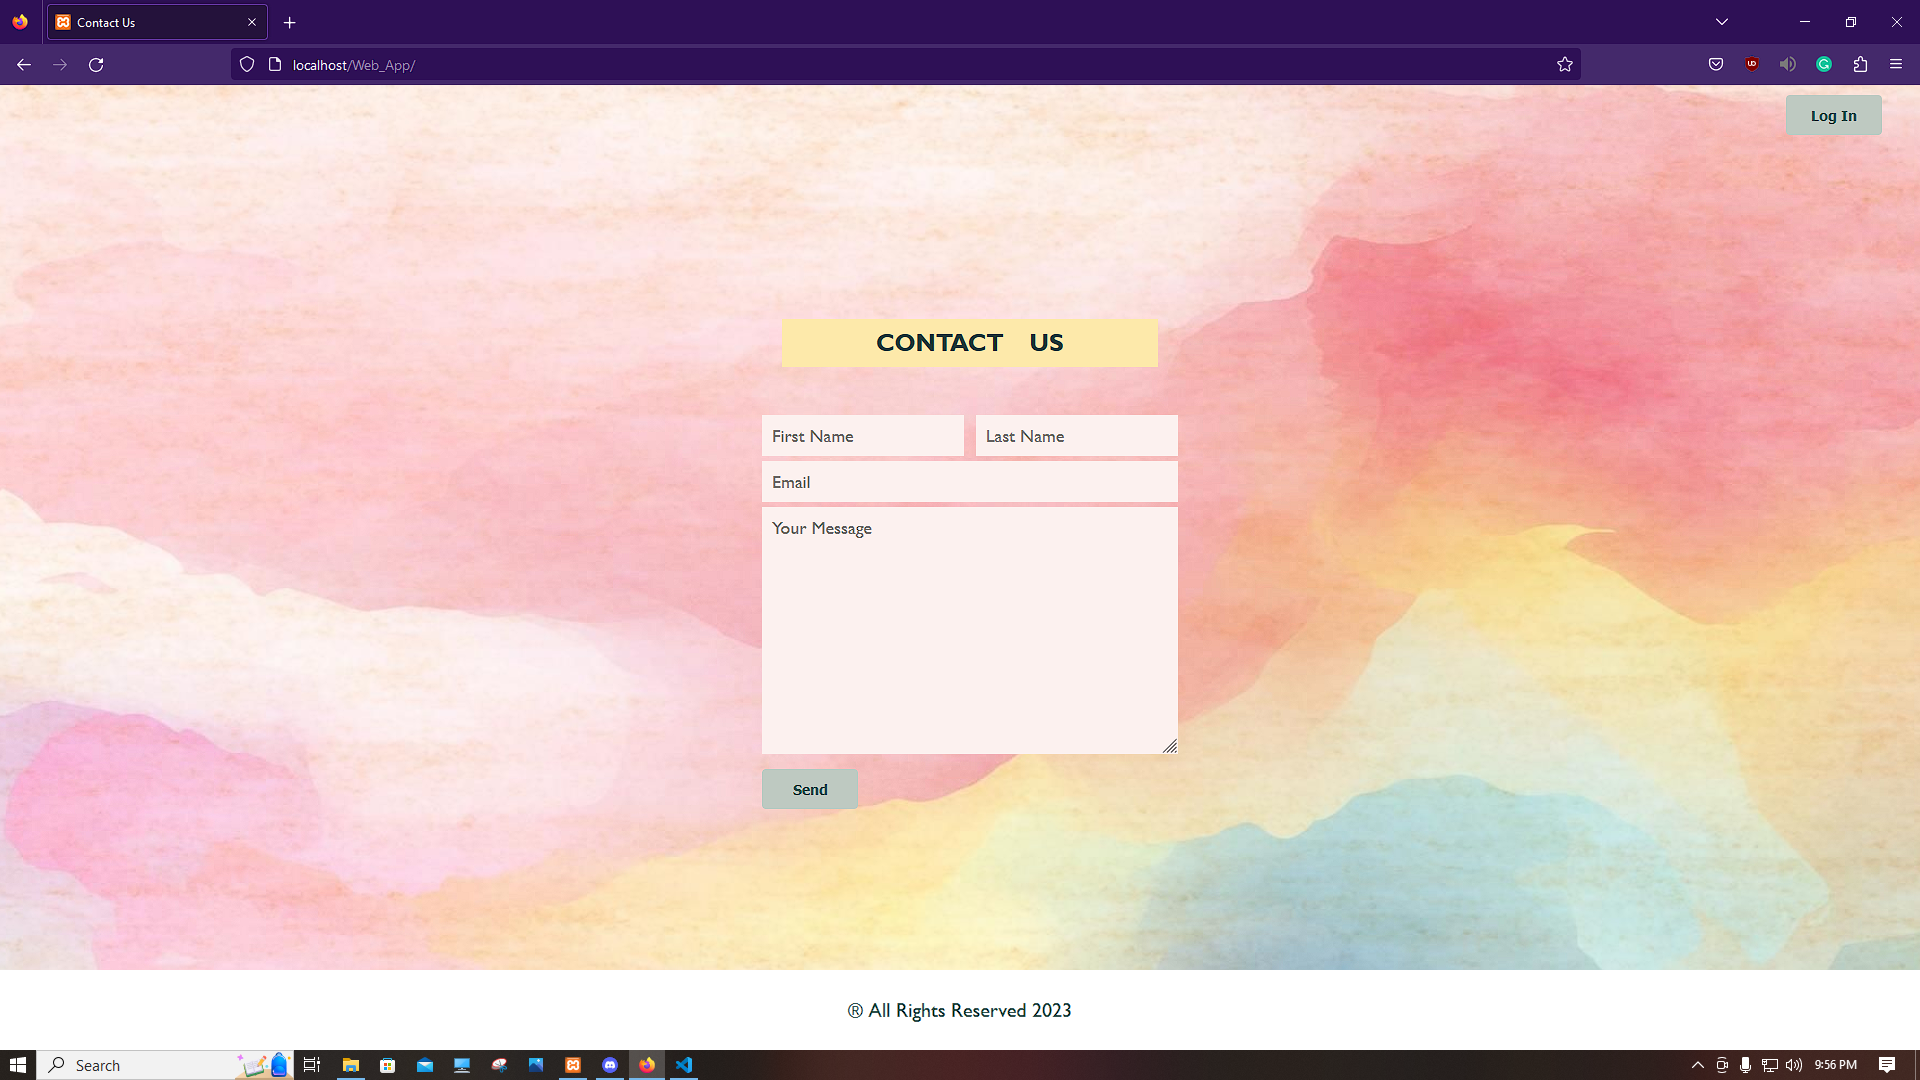 Contact Us
localhost/Web_App/
Log In
CONTACT US
First Name
Last Name
Email
Your Message
Send
® All Rights Reserved 2023
Search
9:56 PM